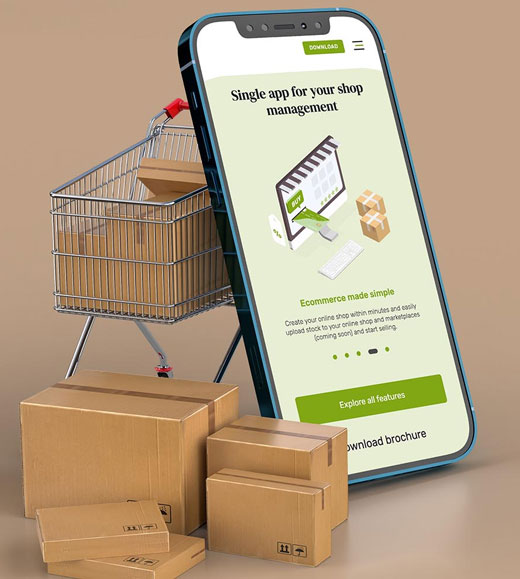 DOWNLOAD
Single app for your shop
management
BUY
Ecommerce made simple
Create your online shop within minutes and easily
upload stock to your online shop and marketplaces
(coming soon) and start selling.
Explore all features
ownload brochure